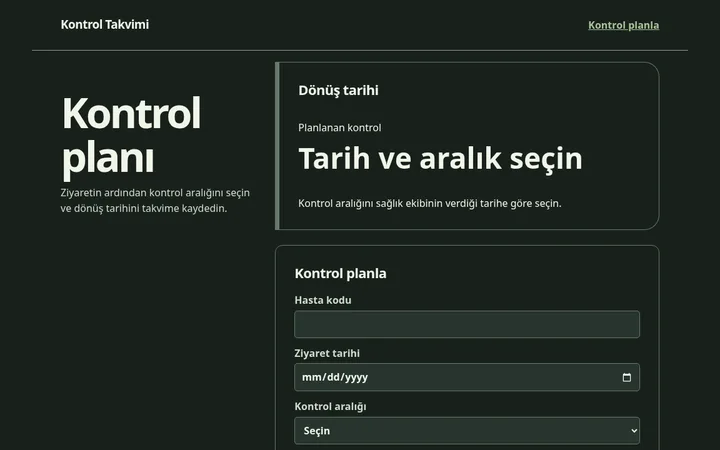 Kontrol Takvimi
Kontrol planla
Kontrol
planı
Ziyaretin ardından kontrol aralığını seçin
ve dönüş tarihini takvime kaydedin.
Dönüş tarihi
Planlanan kontrol
Tarih ve aralık seçin
Kontrol aralığını sağlık ekibinin verdiği tarihe göre seçin.
Kontrol planla
Hasta kodu
Ziyaret tarihi
mm/dd/yyyy
Kontrol aralığı
Seçin